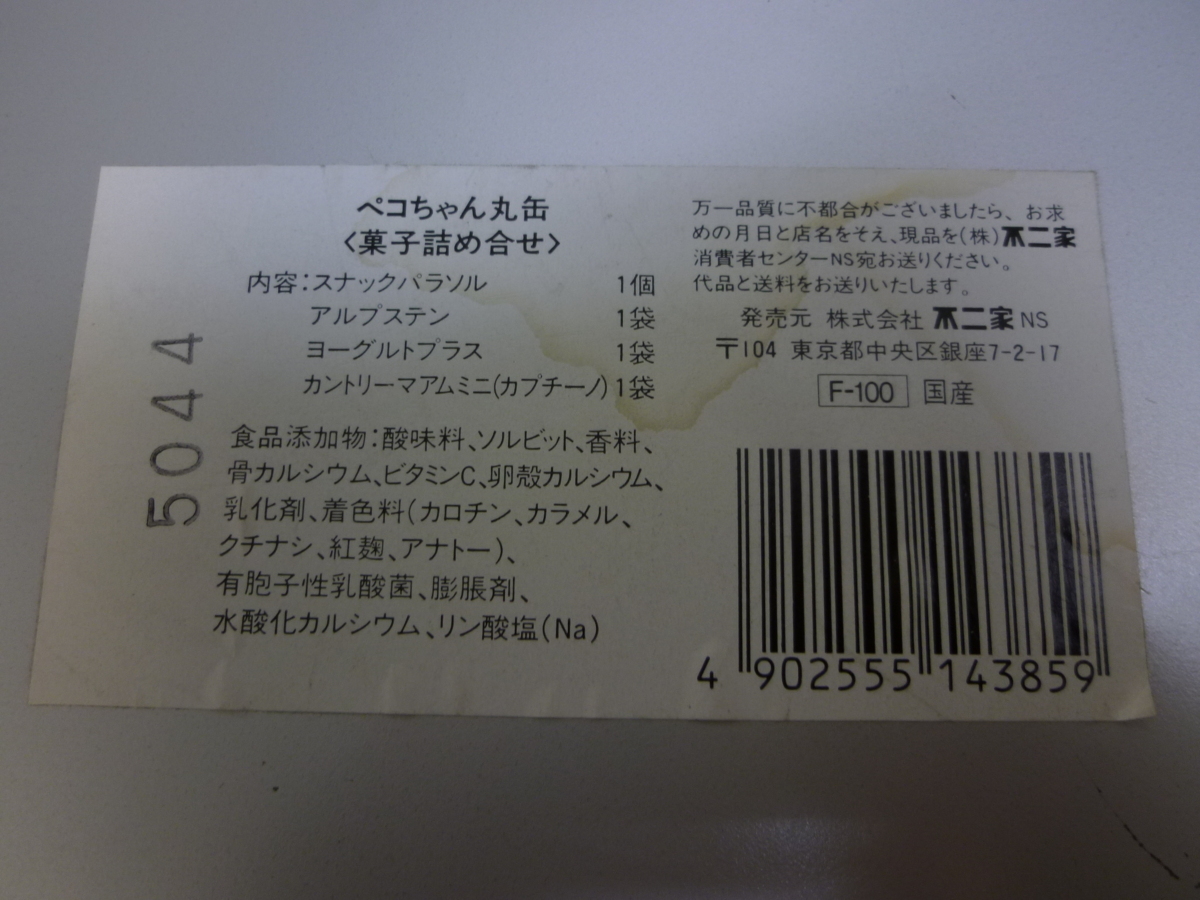 ペコちゃん丸缶
〈菓子詰め合せ〉
内容：スナックパラソル 1個
アルプステン 1袋
ヨーグルトプラス 1袋
カントリーマアムミニ(カプチーノ) 1袋
食品添加物：酸味料、ソルビット、香料、
骨カルシウム、ビタミンC、卵殻カルシウム、
乳化剤、着色料(カロチン、カラメル、
クチナシ、紅麹、アナトー)、
有胞子性乳酸菌、膨脹剤、
水酸化カルシウム、リン酸塩(Na)
5044
万一品質に不都合がございましたら、お求
めの月日と店名をそえ、現品を(株)不二家
消費者センターNS宛お送りください。
代品と送料をお送りいたします。
発売元 株式会社 不二家 NS
〒104 東京都中央区銀座7-2-17
F-100 国産
4 902555 143859